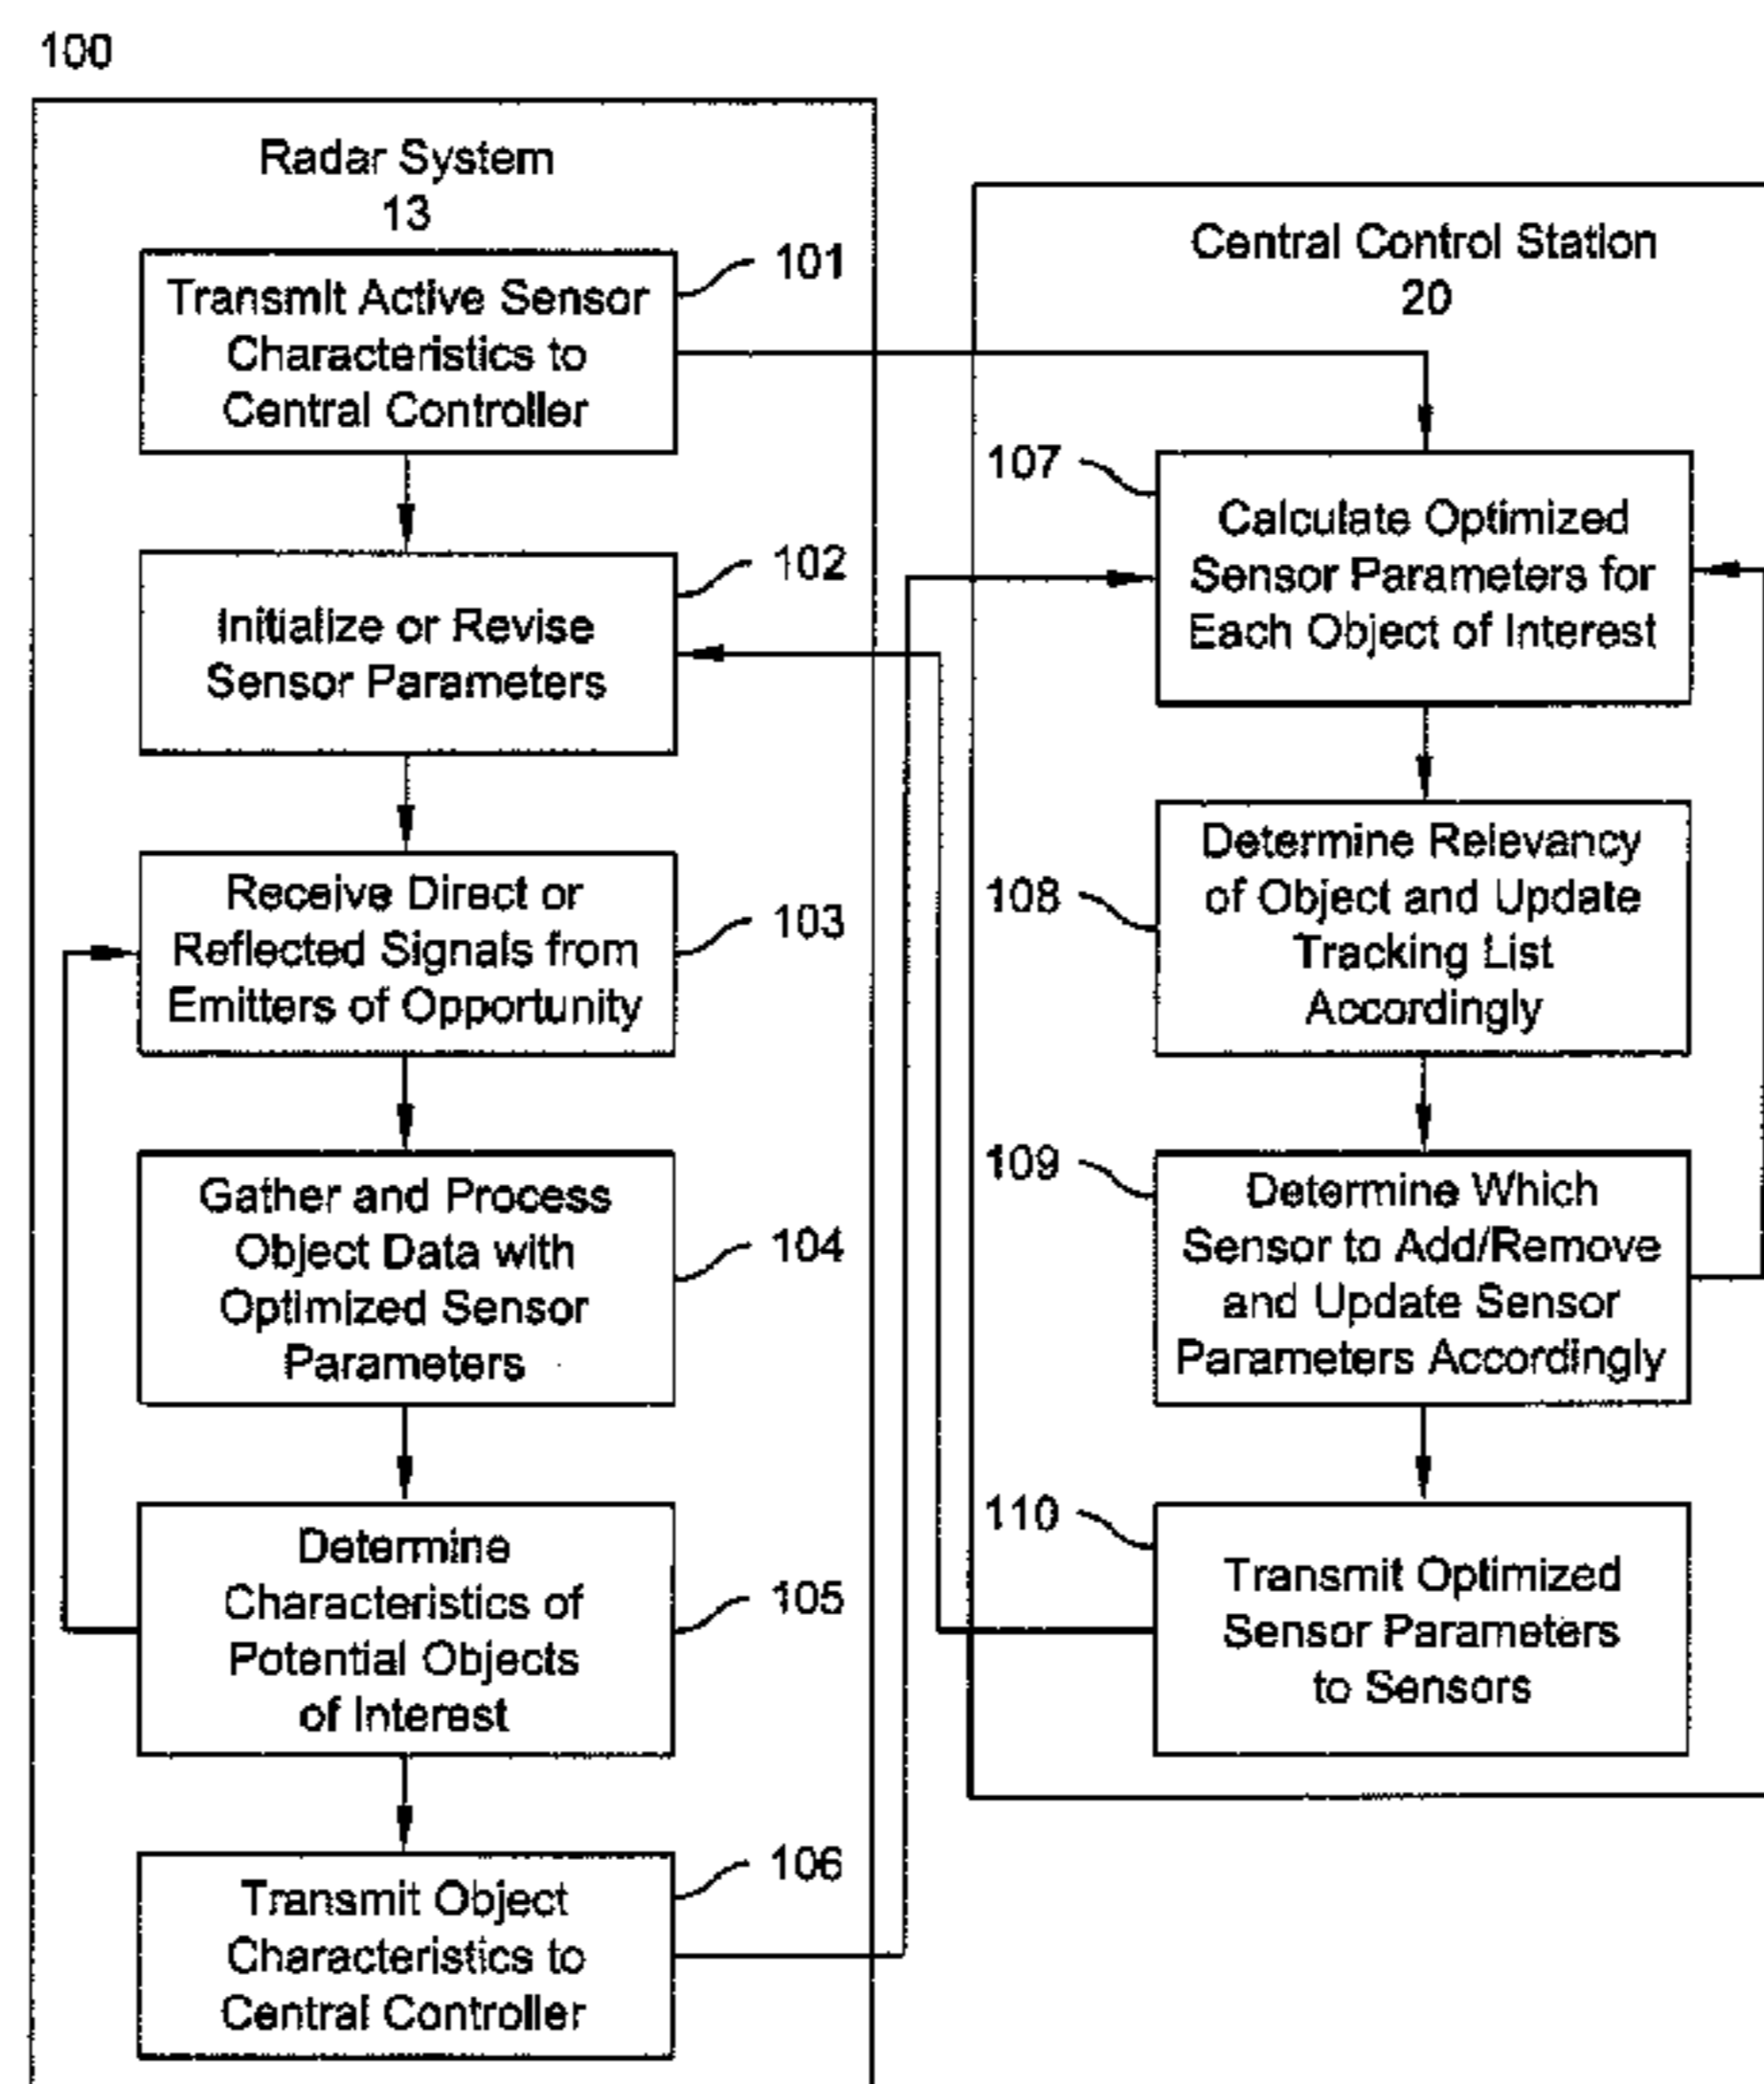 100
Radar System
13
101
Transmit Active Sensor
Characteristics to
Central Controller
102
Initialize or Revise
Sensor Parameters
103
Receive Direct or
Reflected Signals from
Emitters of Opportunity
104
Gather and Process
Object Data with
Optimized Sensor
Parameters
105
Determine
Characteristics of
Potential Objects
of Interest
106
Transmit Object
Characteristics to
Central Controller
Central Control Station
20
107
Calculate Optimized
Sensor Parameters for
Each Object of Interest
108
Determine Relevancy
of Object and Update
Tracking List
Accordingly
109
Determine Which
Sensor to Add/Remove
and Update Sensor
Parameters Accordingly
110
Transmit Optimized
Sensor Parameters
to Sensors